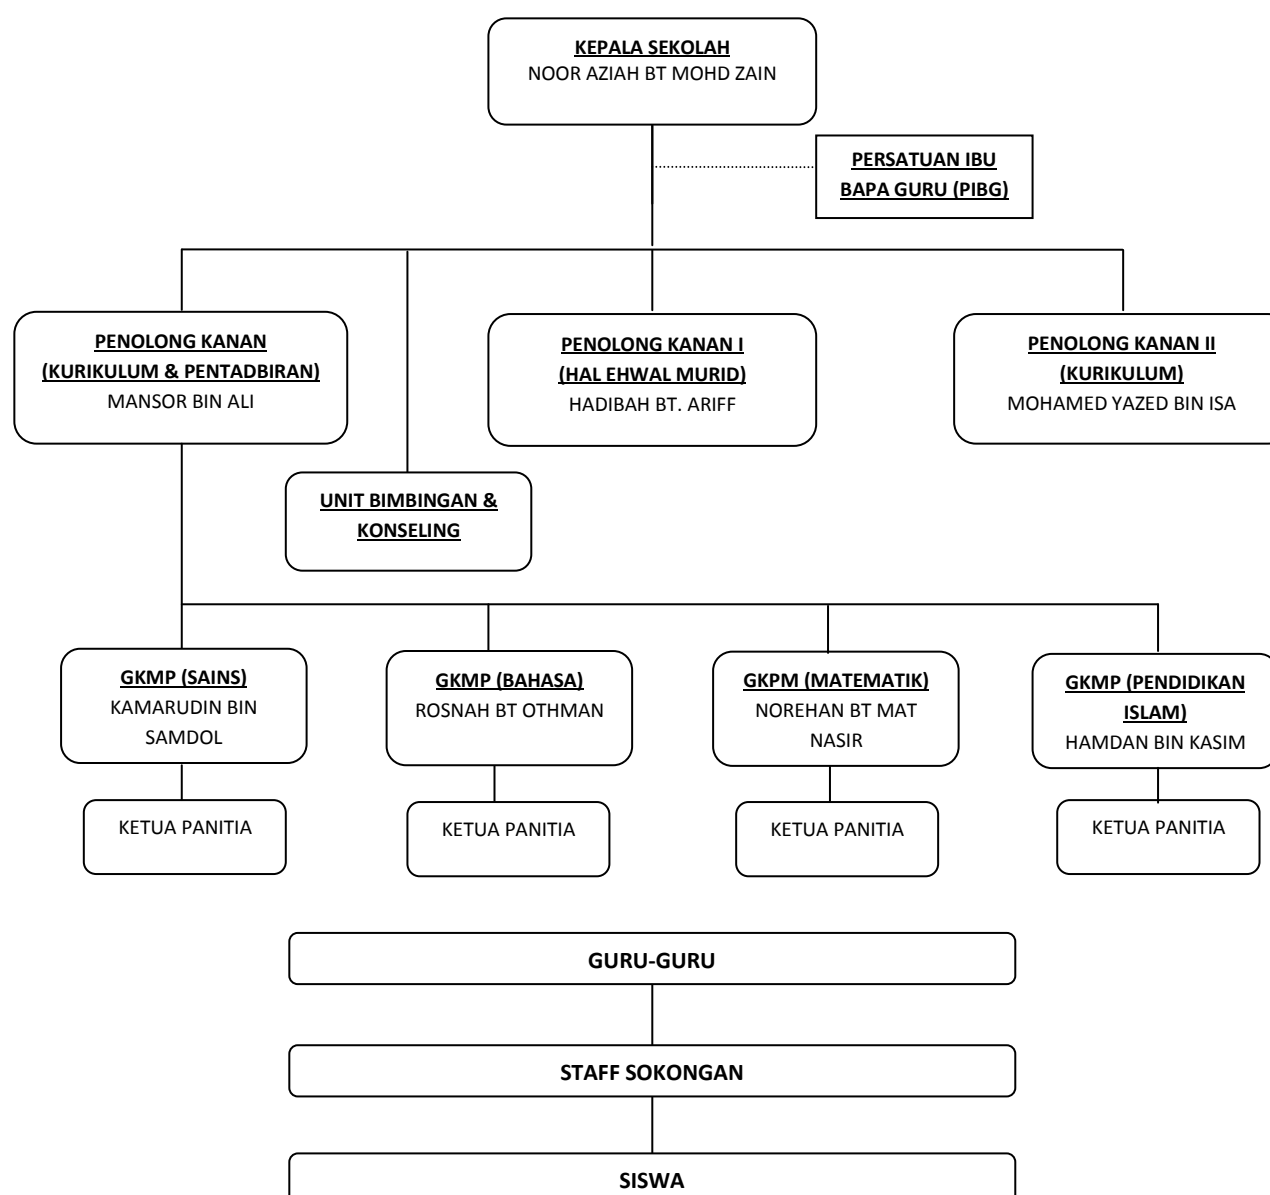 KEPALA SEKOLAH
NOOR AZIAH BT MOHD ZAIN
PERSATUAN IBU
BAPA GURU (PIBG)
PENOLONG KANAN
(KURIKULUM & PENTADBIRAN)
MANSOR BIN ALI
PENOLONG KANAN I
(HAL EHWAL MURID)
HADIBAH BT. ARIFF
PENOLONG KANAN II
(KURIKULUM)
MOHAMED YAZED BIN ISA
UNIT BIMBINGAN &
KONSELING
GKMP (SAINS)
KAMARUDIN BIN
SAMDOL
GKMP (BAHASA)
ROSNAH BT OTHMAN
GKPM (MATEMATIK)
NOREHAN BT MAT
NASIR
GKMP (PENDIDIKAN
ISLAM)
HAMDAN BIN KASIM
KETUA PANITIA
KETUA PANITIA
KETUA PANITIA
KETUA PANITIA
GURU-GURU
STAFF SOKONGAN
SISWA